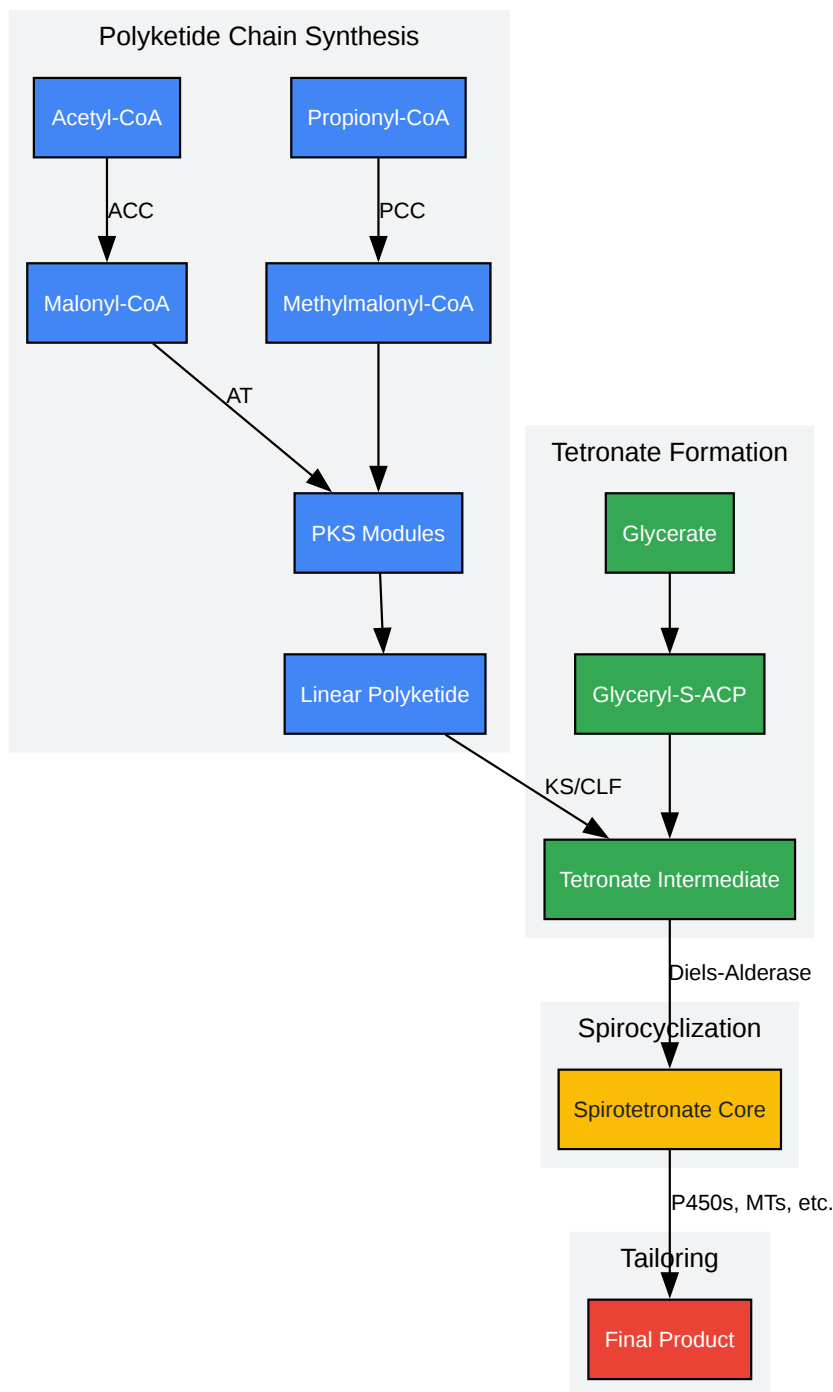 Polyketide Chain Synthesis
Acetyl-CoA
Propionyl-CoA
ACC
PCC
Malonyl-CoA
Methylmalonyl-CoA
AT
PKS Modules
Linear Polyketide
Tetronate Formation
Glycerate
Glyceryl-S-ACP
KS/CLF
Tetronate Intermediate
Diels-Alderase
Spirocyclization
Spirotetronate Core
P450s, MTs, etc.
Tailoring
Final Product